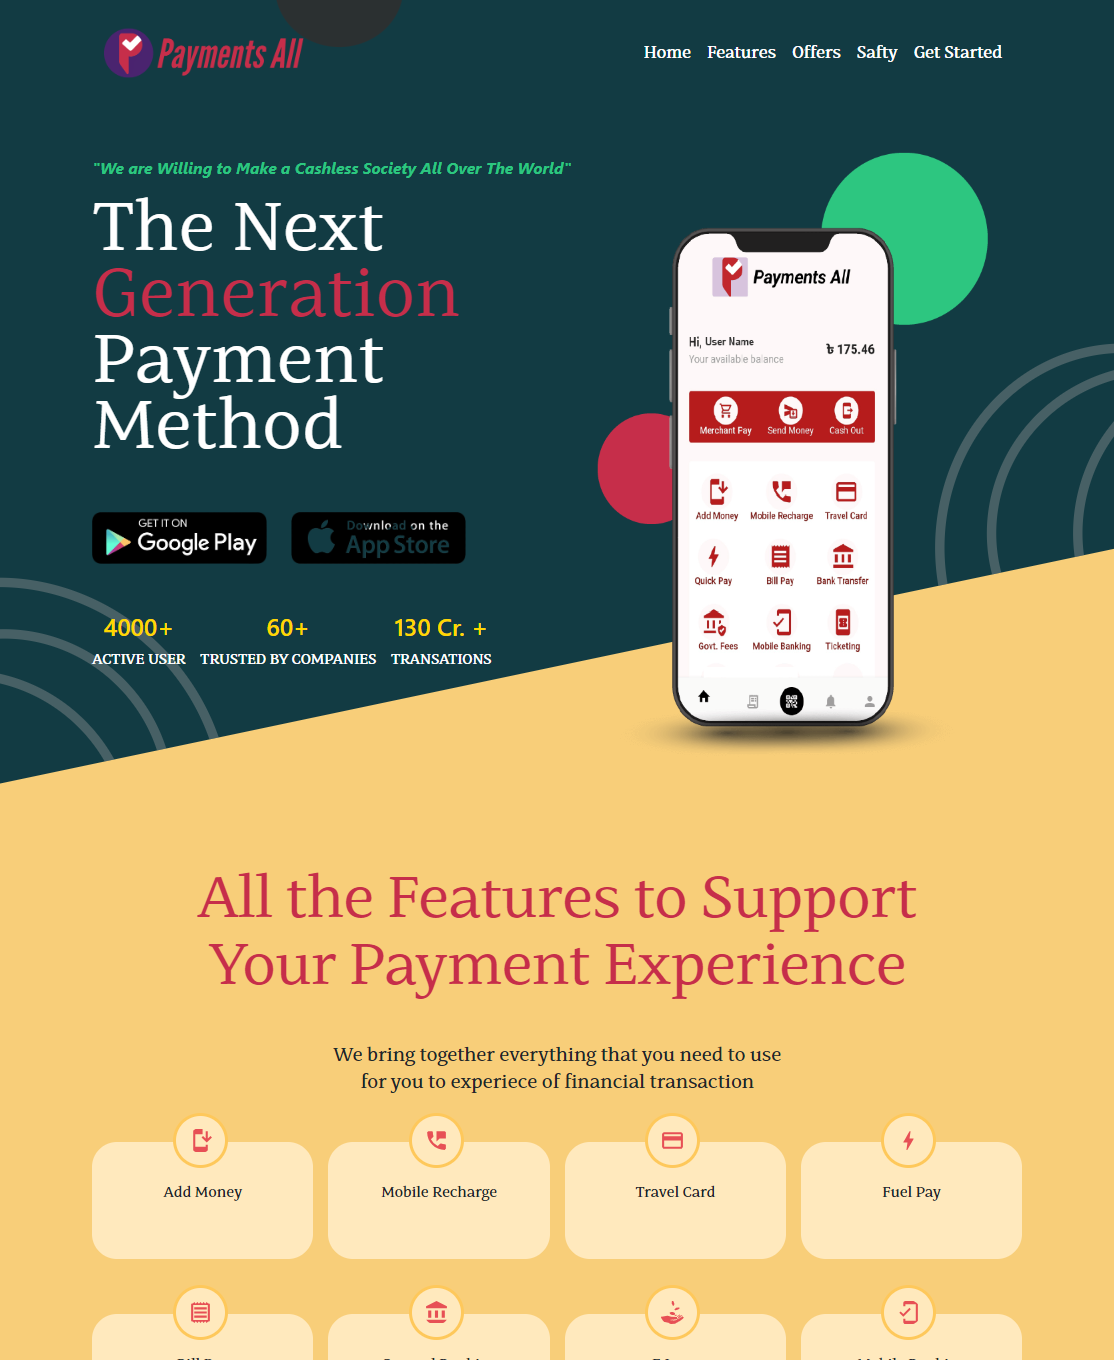 Payments All
Home Features Offers Safty Get Started
"We are Willing to Make a Cashless Society All Over The World"
The Next
Generation
Payment
Method
GET IT ON
Google Play
Download on the
App Store
4000+ 60+ 130 Cr. +
ACTIVE USER TRUSTED BY COMPANIES TRANSATIONS
Payments All
Hi, User Name
Your available balance
৳ 175.46
Merchant Pay Send Money Cash Out
Add Money Mobile Recharge Travel Card
Quick Pay Bill Pay Bank Transfer
Govt. Fees Mobile Banking Ticketing
All the Features to Support
Your Payment Experience
We bring together everything that you need to use
for you to experiece of financial transaction
Add Money Mobile Recharge Travel Card Fuel Pay